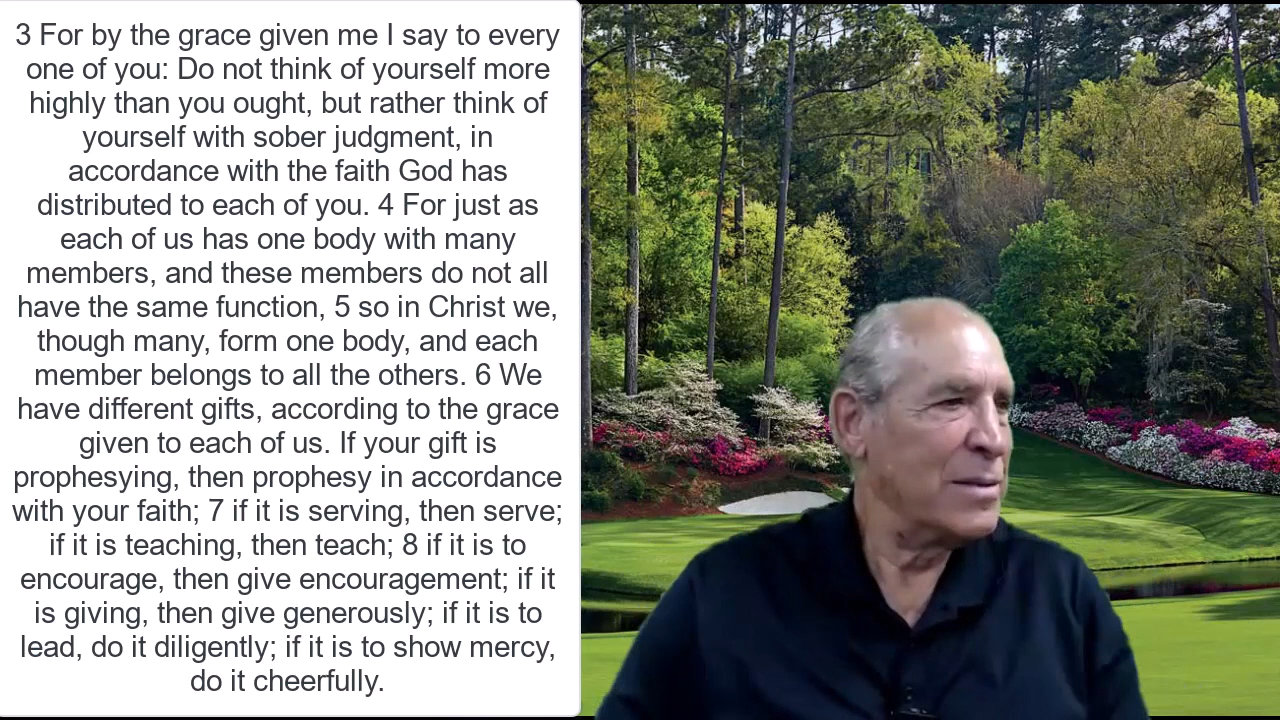 3 For by the grace given me I say to every
one of you: Do not think of yourself more
highly than you ought, but rather think of
yourself with sober judgment, in
accordance with the faith God has
distributed to each of you. 4 For just as
each of us has one body with many
members, and these members do not all
have the same function, 5 so in Christ we,
though many, form one body, and each
member belongs to all the others. 6 We
have different gifts, according to the grace
given to each of us. If your gift is
prophesying, then prophesy in accordance
with your faith; 7 if it is serving, then serve;
if it is teaching, then teach; 8 if it is to
encourage, then give encouragement; if it
is giving, then give generously; if it is to
lead, do it diligently; if it is to show mercy,
do it cheerfully.